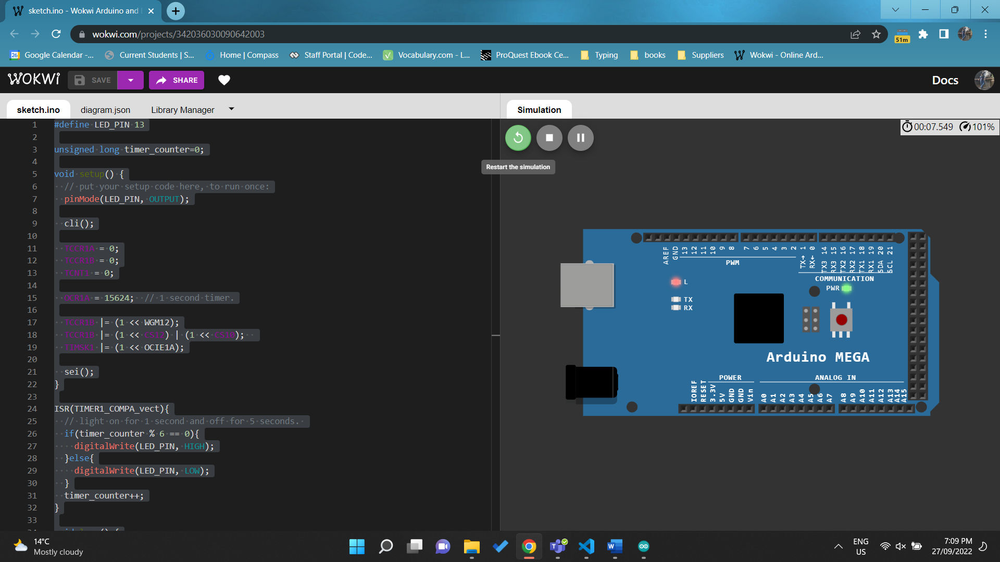 sketch.ino - Wokwi Arduino and
wokwi.com/projects/342036030090642003
51m
26 Google Calendar -...
Current Students | S...
Home | Compass
Staff Portal | Code...
Vocabulary.com - L...
ProQuest Ebook Ce...
Typing
books
Suppliers
Wokwi - Online Ard...
WOKWi
SAVE
SHARE
Docs
sketch.ino
diagram.json
Library Manager
Simulation
00:07.549
101%
Restart the simulation
1 #define LED_PIN 13
2
3 unsigned long timer_counter=0;
4
5 void setup() {
6 // put your setup code here, to run once:
7 pinMode(LED_PIN, OUTPUT);
8
9 cli();
10
11 TCCR1A = 0;
12 TCCR1B = 0;
13 TCNT1 = 0;
14
15 OCR1A = 15624; // 1 second timer.
16
17 TCCR1B |= (1 << WGM12);
18 TCCR1B |= (1 << CS12) | (1 << CS10);
19 TIMSK1 |= (1 << OCIE1A);
20
21 sei();
22 }
23
24 ISR(TIMER1_COMPA_vect){
25 // light on for 1 second and off for 5 seconds.
26 if(timer_counter % 6 == 0){
27 digitalWrite(LED_PIN, HIGH);
28 }else{
29 digitalWrite(LED_PIN, LOW);
30 }
31 timer_counter++;
32 }
33
AREF GND 13 12 11 10 9 8 7 6 5 4 3 2 1 0
TX→ RX← TX3 14 RX3 15 TX2 16 RX2 17 TX1 18 RX1 19 SDA 20 SCL 21
PWM
COMMUNICATION
L
PWR
TX
RX
Arduino MEGA
POWER
ANALOG IN
IOREF RESET 3.3V 5V GND GND Vin
A0 A1 A2 A3 A4 A5 A6 A7 A8 A9 A10 A11 A12 A13 A14 A15
14°C
Mostly cloudy
ENG
US
7:09 PM
27/09/2022